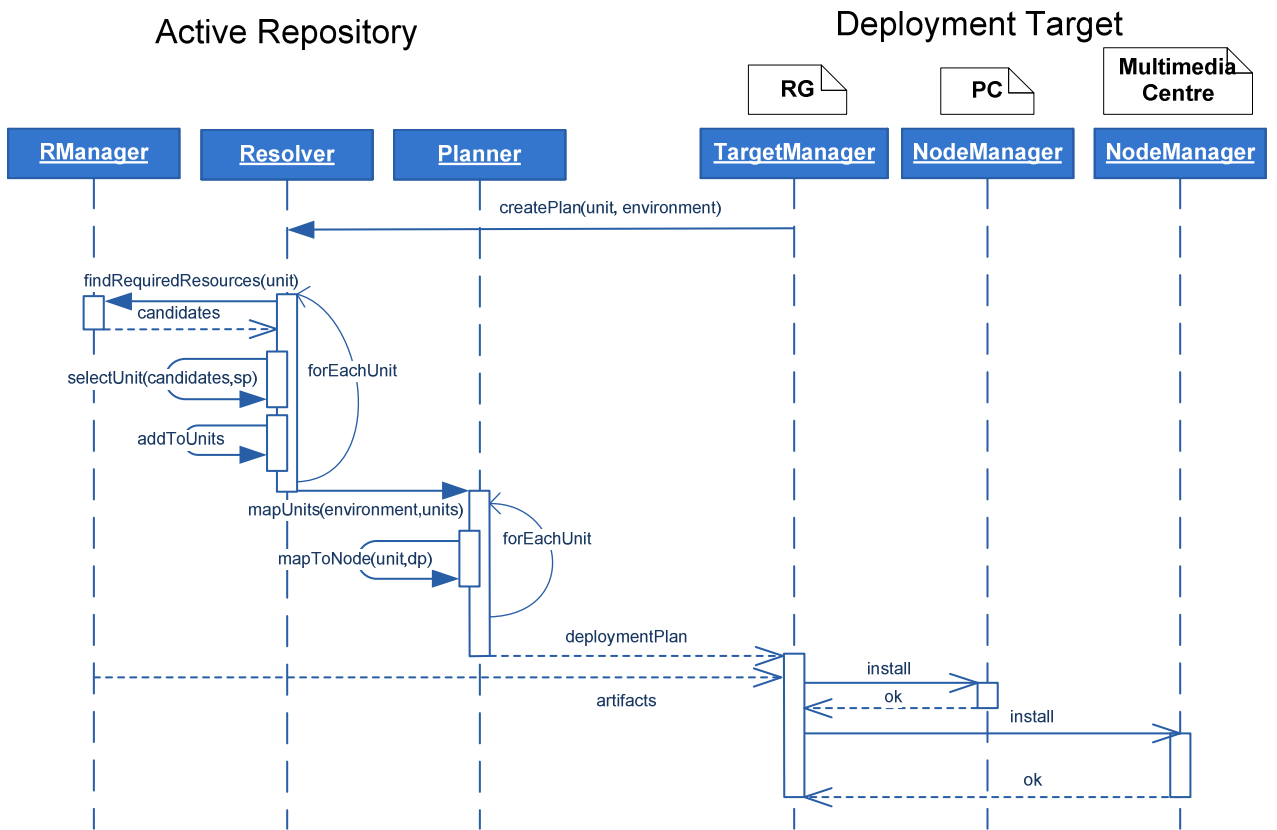 Active Repository
Deployment Target
RG
PC
Multimedia
Centre
RManager
Resolver
Planner
TargetManager
NodeManager
NodeManager
createPlan(unit, environment)
findRequiredResources(unit)
candidates
forEachUnit
selectUnit(candidates,sp)
addToUnits
mapUnits(environment,units)
forEachUnit
mapToNode(unit,dp)
deploymentPlan
install
artifacts
ok
install
ok